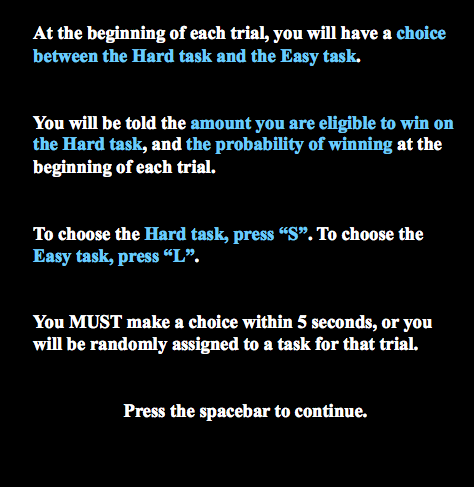 At the beginning of each trial, you will have a choice
between the Hard task and the Easy task.
You will be told the amount you are eligible to win on
the Hard task, and the probability of winning at the
beginning of each trial.
To choose the Hard task, press “S”. To choose the
Easy task, press “L”.
You MUST make a choice within 5 seconds, or you
will be randomly assigned to a task for that trial.
Press the spacebar to continue.